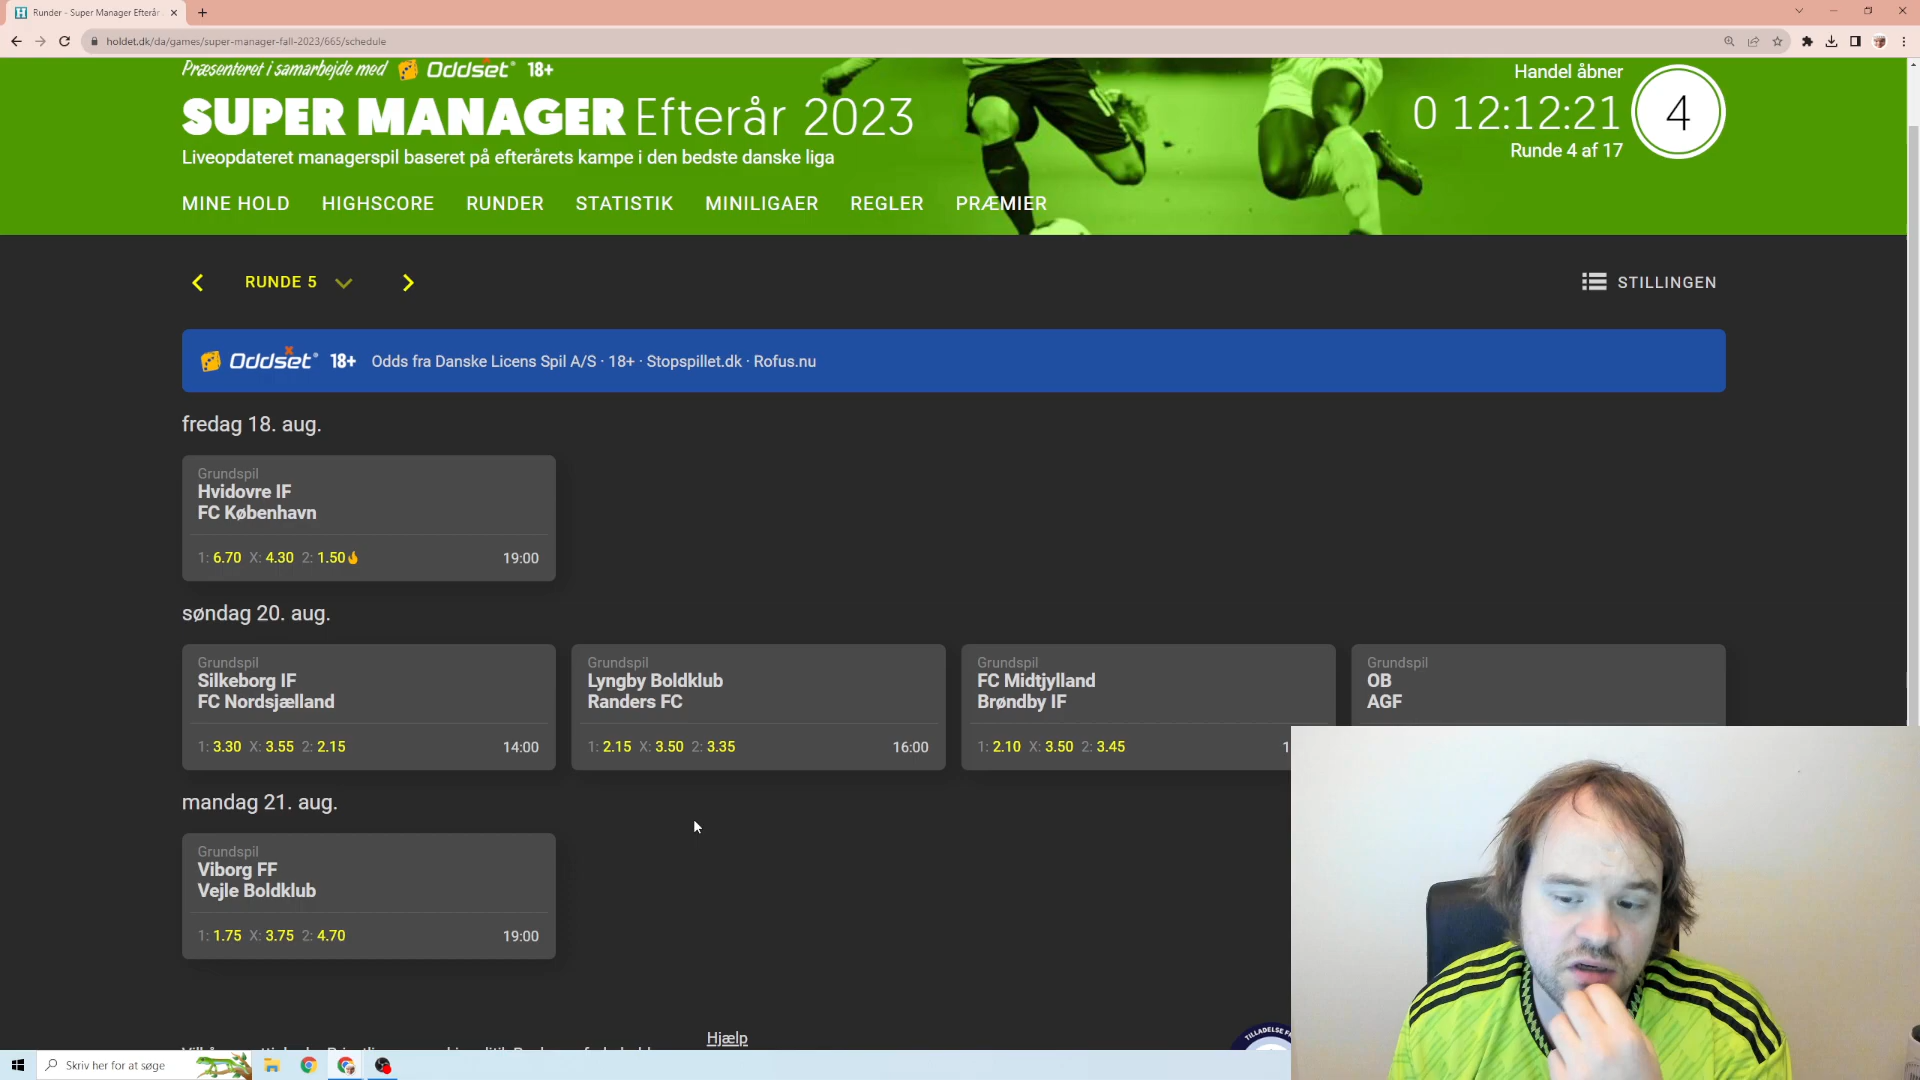 Runder - Super Manager Efterår
holdet.dk/da/games/super-manager-fall-2023/665/schedule
Præsenteret i samarbejde med Oddset 18+
SUPER MANAGER Efterår 2023
Liveopdateret managerspil baseret på efterårets kampe i den bedste danske liga
Handel åbner
0 12:12:21
4
Runde 4 af 17
MINE HOLD HIGHSCORE RUNDER STATISTIK MINILIGAER REGLER PRÆMIER
RUNDE 5
STILLINGEN
Oddset 18+ Odds fra Danske Licens Spil A/S · 18+ · Stopspillet.dk · Rofus.nu
fredag 18. aug.
Grundspil
Hvidovre IF
FC København
1: 6.70 X: 4.30 2: 1.50 19:00
søndag 20. aug.
Grundspil
Silkeborg IF
FC Nordsjælland
1: 3.30 X: 3.55 2: 2.15 14:00
Grundspil
Lyngby Boldklub
Randers FC
1: 2.15 X: 3.50 2: 3.35 16:00
Grundspil
FC Midtjylland
Brøndby IF
1: 2.10 X: 3.50 2: 3.45 1
Grundspil
OB
AGF
mandag 21. aug.
Grundspil
Viborg FF
Vejle Boldklub
1: 1.75 X: 3.75 2: 4.70 19:00
Hjælp
Skriv her for at søge